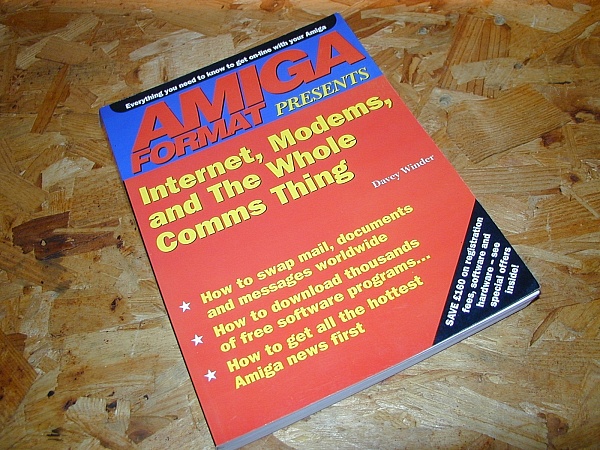 Everything you need to know to get on-line with your Amiga
AMIGA
FORMAT PRESENTS
Internet, Modems,
and The Whole
Comms Thing
Davey Winder
How to swap mail, documents
and messages worldwide
How to download thousands
of free software programs...
How to get all the hottest
Amiga news first
SAVE £160 on registration
fees, software and
hardware – see
special offers
inside!